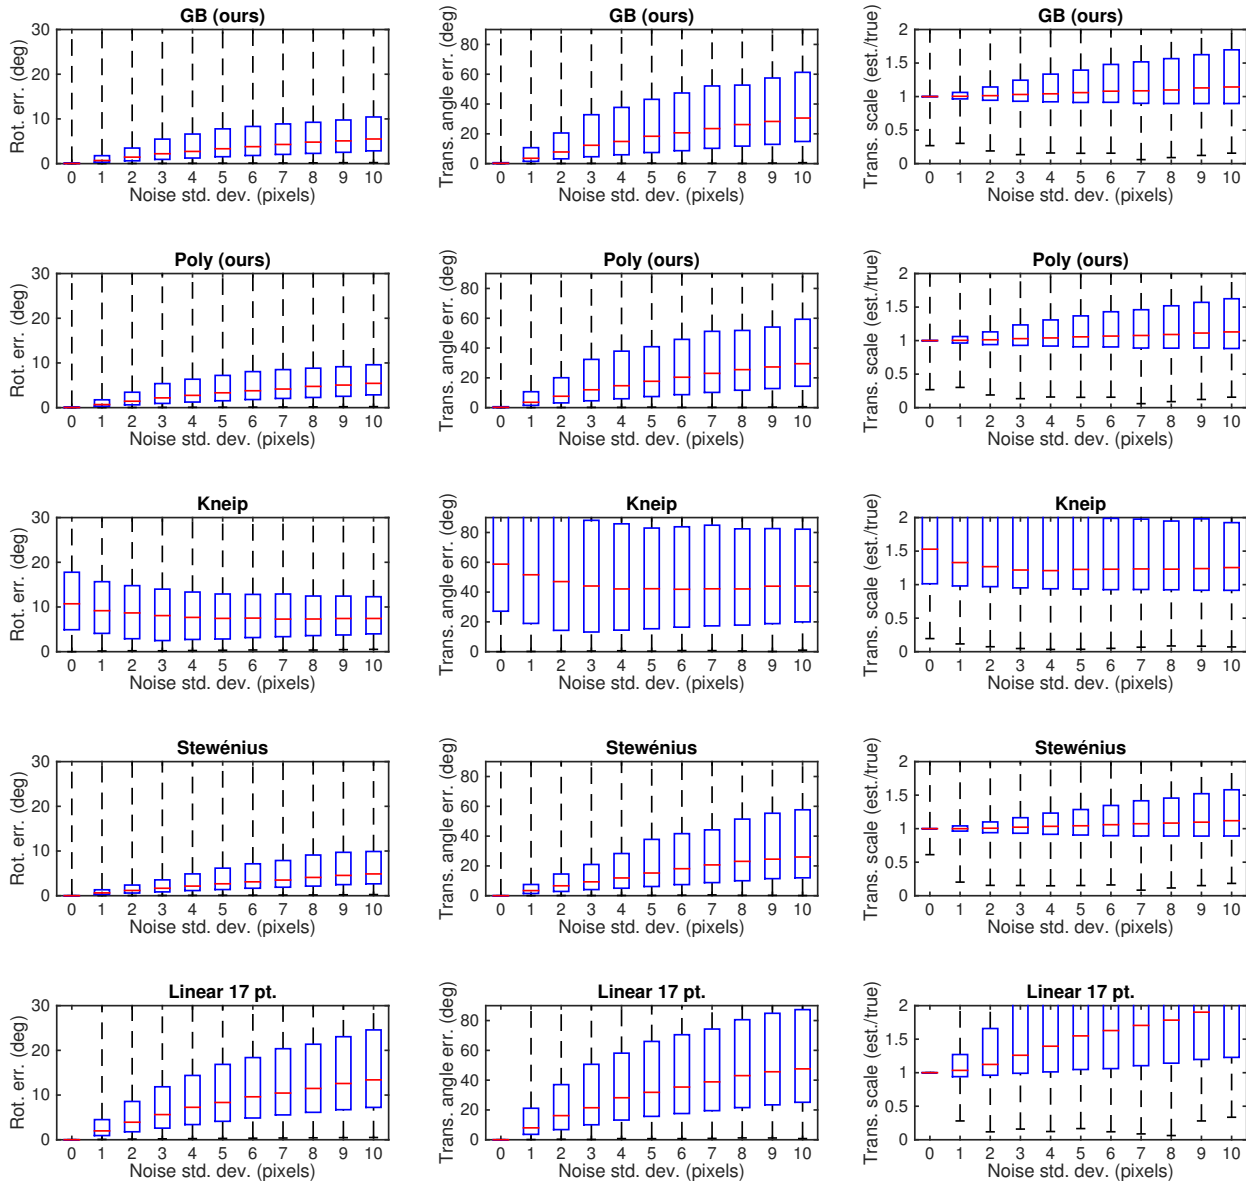 GB (ours) GB (ours) GB (ours)
Rot. err. (deg) Trans. angle err. (deg) Trans. scale (est./true)
30 80 2
20 60 1.5
10 40 1
0 20 0.5
0 0
0 1 2 3 4 5 6 7 8 9 10 0 1 2 3 4 5 6 7 8 9 10 0 1 2 3 4 5 6 7 8 9 10
Noise std. dev. (pixels) Noise std. dev. (pixels) Noise std. dev. (pixels)
Poly (ours) Poly (ours) Poly (ours)
Rot. err. (deg) Trans. angle err. (deg) Trans. scale (est./true)
30 80 2
20 60 1.5
10 40 1
0 20 0.5
0 0
0 1 2 3 4 5 6 7 8 9 10 0 1 2 3 4 5 6 7 8 9 10 0 1 2 3 4 5 6 7 8 9 10
Noise std. dev. (pixels) Noise std. dev. (pixels) Noise std. dev. (pixels)
Kneip Kneip Kneip
Rot. err. (deg) Trans. angle err. (deg) Trans. scale (est./true)
30 80 2
20 60 1.5
10 40 1
0 20 0.5
0 0
0 1 2 3 4 5 6 7 8 9 10 0 1 2 3 4 5 6 7 8 9 10 0 1 2 3 4 5 6 7 8 9 10
Noise std. dev. (pixels) Noise std. dev. (pixels) Noise std. dev. (pixels)
Stewénius Stewénius Stewénius
Rot. err. (deg) Trans. angle err. (deg) Trans. scale (est./true)
30 80 2
20 60 1.5
10 40 1
0 20 0.5
0 0
0 1 2 3 4 5 6 7 8 9 10 0 1 2 3 4 5 6 7 8 9 10 0 1 2 3 4 5 6 7 8 9 10
Noise std. dev. (pixels) Noise std. dev. (pixels) Noise std. dev. (pixels)
Linear 17 pt. Linear 17 pt. Linear 17 pt.
Rot. err. (deg) Trans. angle err. (deg) Trans. scale (est./true)
30 80 2
20 60 1.5
10 40 1
0 20 0.5
0 0
0 1 2 3 4 5 6 7 8 9 10 0 1 2 3 4 5 6 7 8 9 10 0 1 2 3 4 5 6 7 8 9 10
Noise std. dev. (pixels) Noise std. dev. (pixels) Noise std. dev. (pixels)